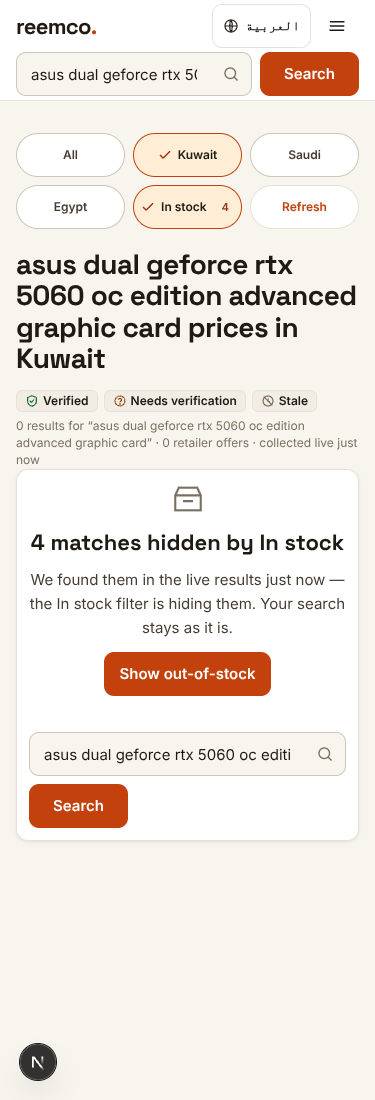 reemco.
العربية
asus dual geforce rtx 50
Search
All
Kuwait
Saudi
Egypt
In stock 4
Refresh
asus dual geforce rtx
5060 oc edition advanced
graphic card prices in
Kuwait
Verified
Needs verification
Stale
0 results for “asus dual geforce rtx 5060 oc edition
advanced graphic card” · 0 retailer offers · collected live just
now
4 matches hidden by In stock
We found them in the live results just now —
the In stock filter is hiding them. Your search
stays as it is.
Show out-of-stock
asus dual geforce rtx 5060 oc editi
Search
N